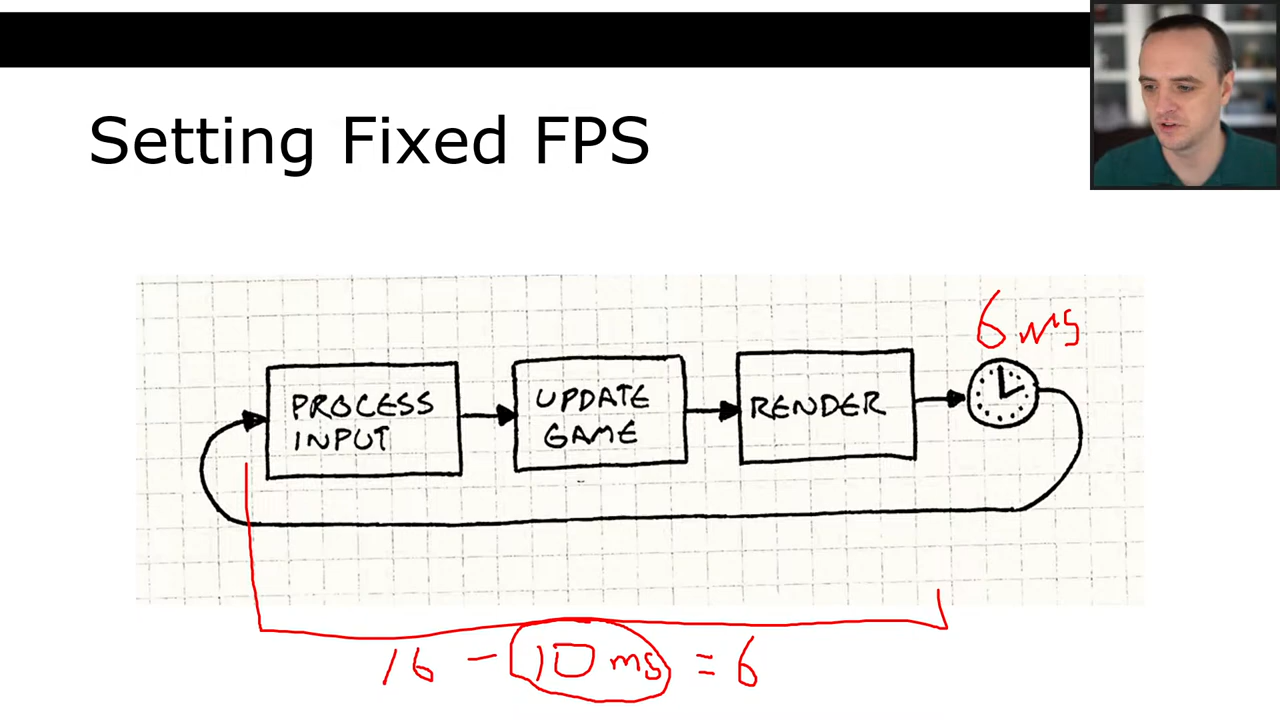 Setting Fixed FPS
6 ms
PROCESS
INPUT
UPDATE
GAME
RENDER
16 - 10 ms = 6